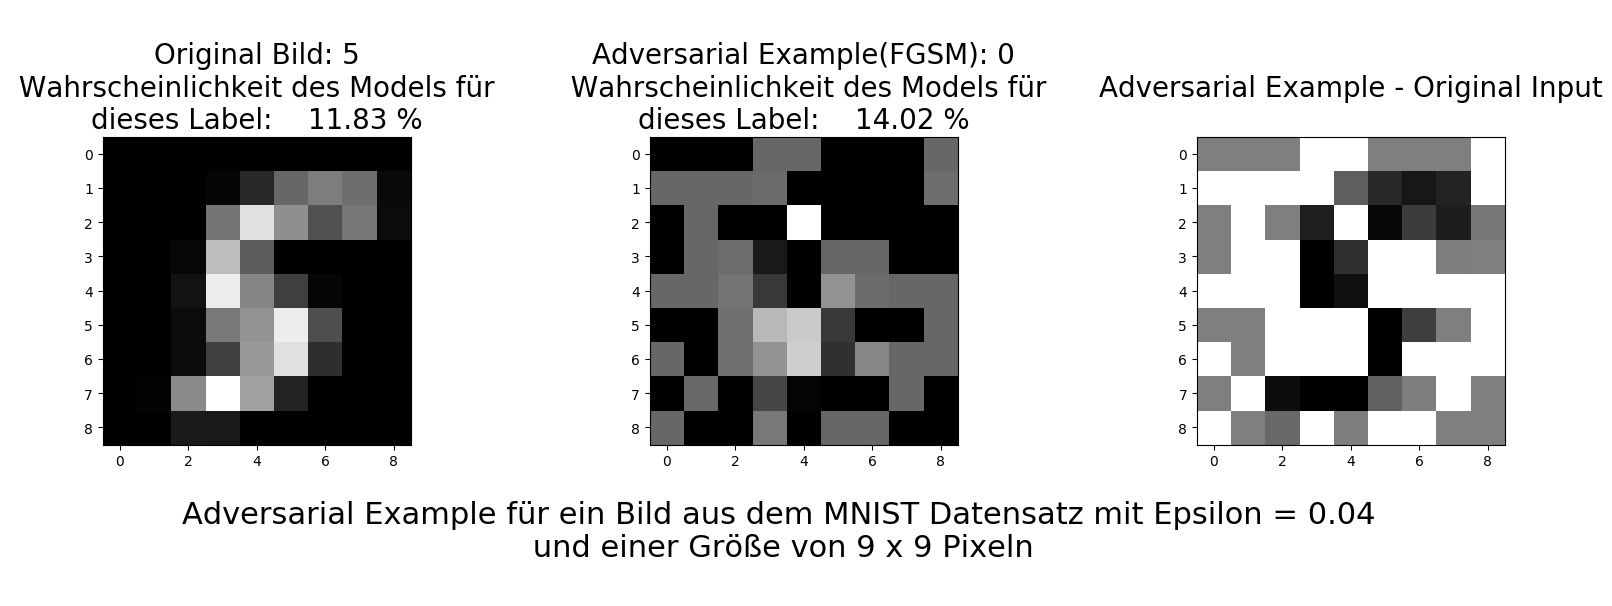 Original Bild: 5
Wahrscheinlichkeit des Models für
dieses Label: 11.83 %
0
1
2
3
4
5
6
7
8
0 2 4 6 8
Adversarial Example(FGSM): 0
Wahrscheinlichkeit des Models für
dieses Label: 14.02 %
0
1
2
3
4
5
6
7
8
0 2 4 6 8
Adversarial Example - Original Input
0
1
2
3
4
5
6
7
8
0 2 4 6 8
Adversarial Example für ein Bild aus dem MNIST Datensatz mit Epsilon = 0.04
und einer Größe von 9 x 9 Pixeln